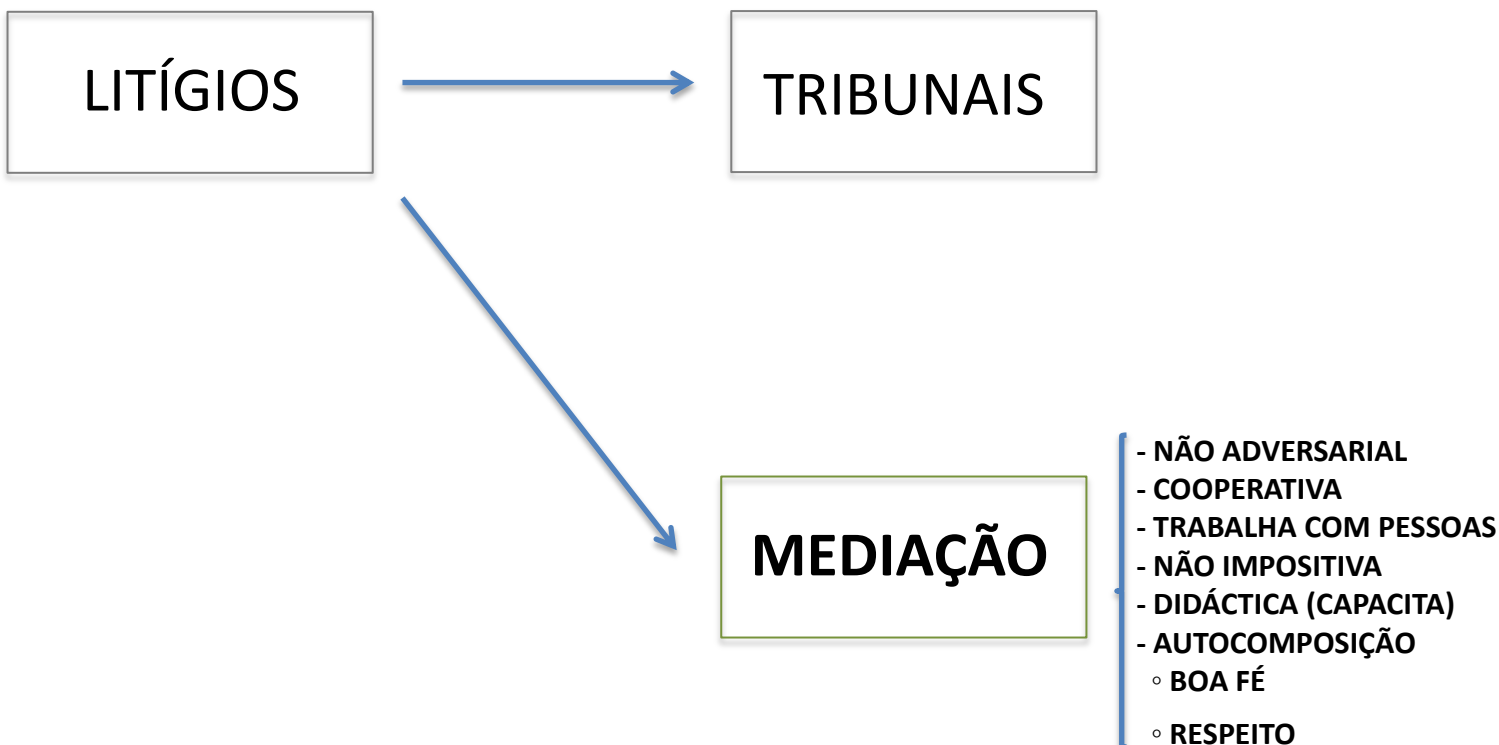 LITÍGIOS
TRIBUNAIS
MEDIAÇÃO
- NÃO ADVERSARIAL
- COOPERATIVA
- TRABALHA COM PESSOAS
- NÃO IMPOSITIVA
- DIDÁCTICA (CAPACITA)
- AUTOCOMPOSIÇÃO
◦ BOA FÉ
◦ RESPEITO